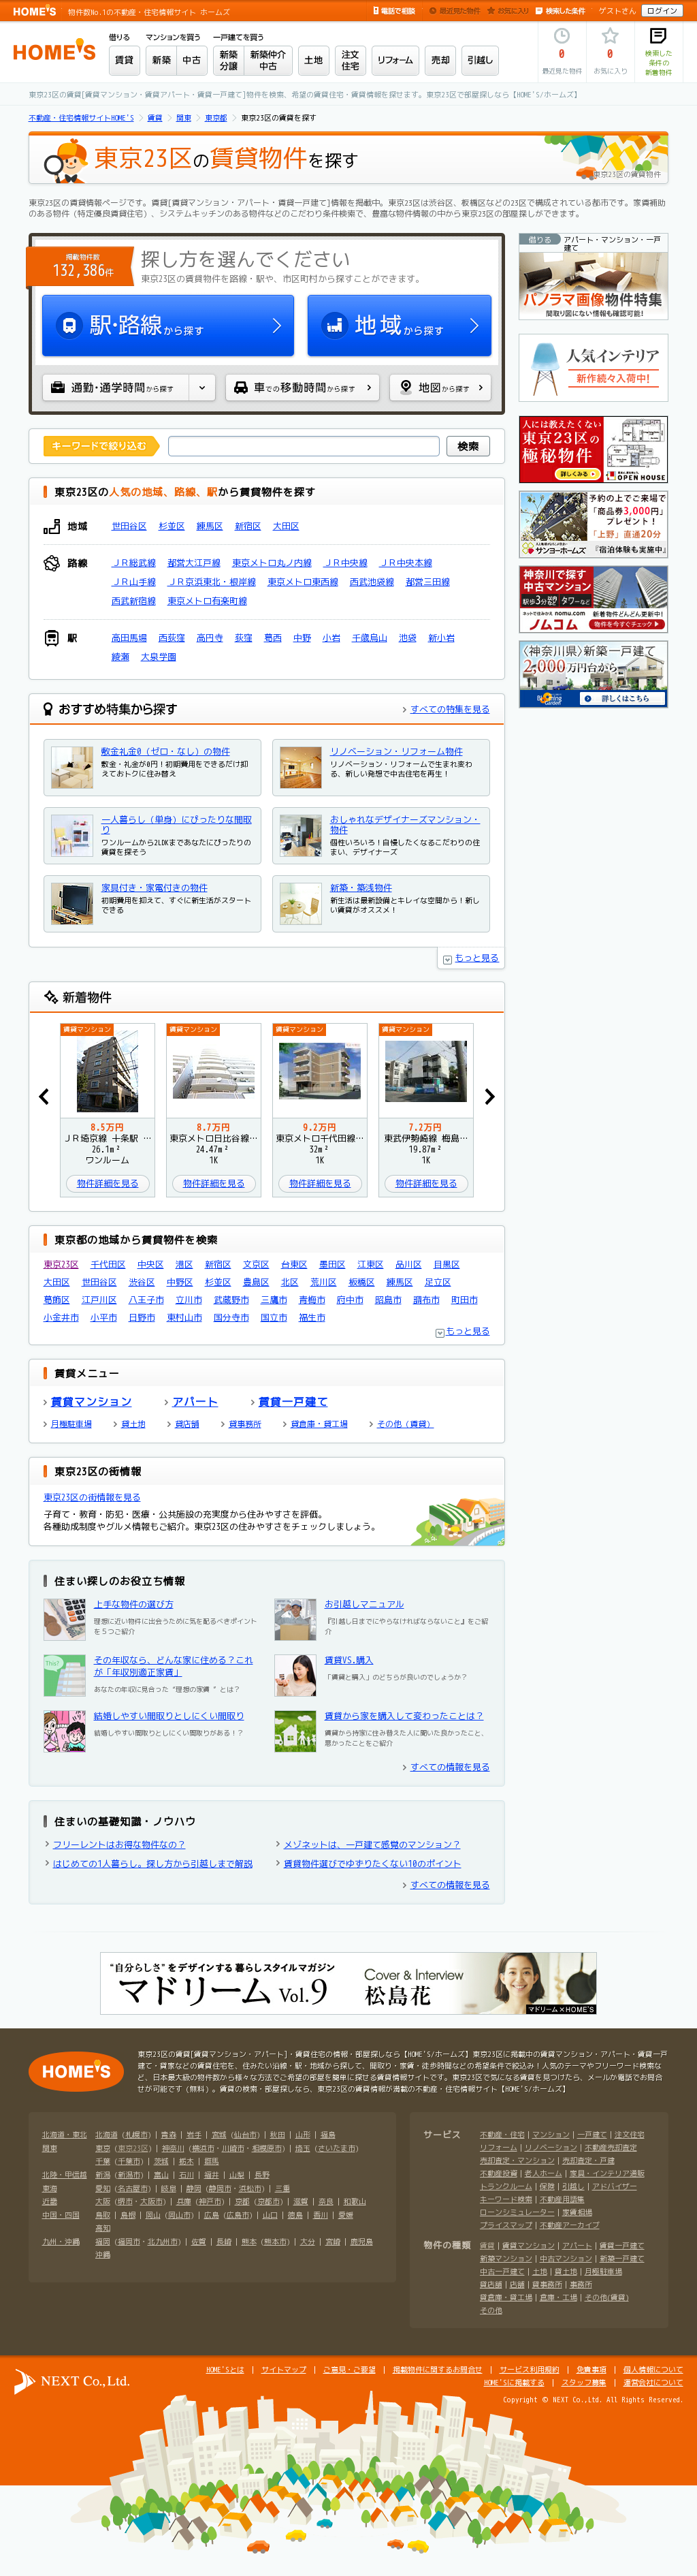 HOME'S 物件数No.1の不動産・住宅情報サイト ホームズ
電話で相談 最近見た物件 お気に入り 検索した条件 ゲストさん ログイン
HOME'S
借りる マンションを買う 一戸建てを買う
賃貸 新築 中古 新築分譲 新築仲介中古 土地 注文住宅 リフォーム 売却 引越し
0 0 検索した条件の新着物件
最近見た物件 お気に入り
東京23区の賃貸[賃貸マンション・賃貸アパート・賃貸一戸建て]物件を検索、希望の賃貸住宅・賃貸情報を探せます。東京23区で部屋探しなら【HOME'S/ホームズ】
不動産・住宅情報サイトHOME'S > 賃貸 > 関東 > 東京都 > 東京23区の賃貸を探す
東京23区の賃貸物件を探す
東京23区の賃貸物件
東京23区の賃貸情報ページです。賃貸[賃貸マンション・アパート・賃貸一戸建て]情報を掲載中。東京23区は渋谷区、板橋区などの23区で構成されている都市です。家賃補助
のある物件（特定優良賃貸住宅）、システムキッチンのある物件などのこだわり条件検索で、豊富な物件情報の中から東京23区の部屋探しができます。
掲載物件数
132,386件
探し方を選んでください
東京23区の賃貸物件を路線・駅や、市区町村から探すことができます。
駅・路線から探す
地域から探す
通勤・通学時間から探す
車での移動時間から探す
地図から探す
借りる アパート・マンション・一戸建て
パノラマ画像物件特集
間取り図にない情報も確認可能!
人気インテリア
新作続々入荷中!
人には教えたくない
東京23区の
極秘物件
詳しくみる
OPEN HOUSE
予約の上でご来場で
「商品券3,000円」
プレゼント!
「上野」直通20分
サンヨーホームズ
『宿泊体験も実施中』
神奈川で探す
中古マンション
駅歩3分など タワーなど
ネットで住みかえ nomu.com
ノムコム
新着物件ぞくぞん更新中!
物件を今すぐチェック
〈神奈川県〉新築一戸建て
2,000万円台から
詳しくはこちら
キーワードで絞り込む
検索
東京23区の人気の地域、路線、駅から賃貸物件を探す
地域 世田谷区 杉並区 練馬区 新宿区 大田区
路線 ＪＲ総武線 都営大江戸線 東京メトロ丸ノ内線 ＪＲ中央線 ＪＲ中央本線
ＪＲ山手線 ＪＲ京浜東北・根岸線 東京メトロ東西線 西武池袋線 都営三田線
西武新宿線 東京メトロ有楽町線
駅 高田馬場 西荻窪 高円寺 荻窪 葛西 中野 小岩 千歳烏山 池袋 新小岩
綾瀬 大泉学園
おすすめ特集から探す
すべての特集を見る
敷金礼金0（ゼロ・なし）の物件
敷金・礼金が0円！初期費用をできるだけ抑えておトクに住み替え
リノベーション・リフォーム物件
リノベーション・リフォームで生まれ変わる、新しい発想で中古住宅を再生！
一人暮らし（単身）にぴったりな間取り
ワンルームから2LDKまであなたにぴったりの賃貸を探そう
おしゃれなデザイナーズマンション・物件
個性いろいろ！自慢したくなるこだわりの住まい、デザイナーズ
家具付き・家電付きの物件
初期費用を抑えて、すぐに新生活がスタートできる
新築・築浅物件
新生活は最新設備とキレイな空間から！新しい賃貸がオススメ！
もっと見る
新着物件
賃貸マンション 賃貸マンション 賃貸マンション 賃貸マンション
8.5万円 8.7万円 9.2万円 7.2万円
ＪＲ埼京線 十条駅 … 東京メトロ日比谷線… 東京メトロ千代田線… 東武伊勢崎線 梅島…
26.1m² 24.47m² 32m² 19.87m²
ワンルーム 1K 1K 1K
物件詳細を見る 物件詳細を見る 物件詳細を見る 物件詳細を見る
東京都の地域から賃貸物件を検索
東京23区 千代田区 中央区 港区 新宿区 文京区 台東区 墨田区 江東区 品川区 目黒区
大田区 世田谷区 渋谷区 中野区 杉並区 豊島区 北区 荒川区 板橋区 練馬区 足立区
葛飾区 江戸川区 八王子市 立川市 武蔵野市 三鷹市 青梅市 府中市 昭島市 調布市 町田市
小金井市 小平市 日野市 東村山市 国分寺市 国立市 福生市
もっと見る
賃貸メニュー
賃貸マンション アパート 賃貸一戸建て
月極駐車場 貸土地 貸店舗 貸事務所 貸倉庫・貸工場 その他（賃貸）
東京23区の街情報
東京23区の街情報を見る
子育て・教育・防犯・医療・公共施設の充実度から住みやすさを評価。
各種助成制度やグルメ情報もご紹介。東京23区の住みやすさをチェックしましょう。
住まい探しのお役立ち情報
上手な物件の選び方
理想に近い物件に出会うために気を配るべきポイントを５つご紹介
お引越しマニュアル
『引越し日までにやらなければならないこと』をご紹介
その年収なら、どんな家に住める？これが「年収別適正家賃」
あなたの年収に見合った"理想の家賃"とは？
賃貸VS.購入
「賃貸と購入」のどちらが良いのでしょうか？
結婚しやすい間取りとしにくい間取り
結婚しやすい間取りとしにくい間取りがある！？
賃貸から家を購入して変わったことは？
賃貸から持家に住み替えた人に聞いた良かったこと、悪かったことをご紹介
すべての情報を見る
住まいの基礎知識・ノウハウ
フリーレントはお得な物件なの？ メゾネットは、一戸建て感覚のマンション？
はじめての1人暮らし。探し方から引越しまで解説 賃貸物件選びでゆずりたくない10のポイント
すべての情報を見る
"自分らしさ"をデザインする暮らしスタイルマガジン
マドリーム Vol.9
Cover & Interview
松島花
マドリーム×HOME'S
HOME'S
東京23区の賃貸[賃貸マンション・アパート]・賃貸住宅の情報・部屋探しなら【HOME'S/ホームズ】東京23区に掲載中の賃貸マンション・アパート・賃貸一戸
建て・貸家などの賃貸住宅を、住みたい沿線・駅・地域から探して、間取り・家賃・徒歩時間などの希望条件で絞込み！人気のテーマやフリーワード検索な
ど、日本最大級の物件数から様々な方法でご希望の部屋を簡単に探せる賃貸情報サイトです。東京23区で気になる賃貸を見つけたら、メールか電話でお問合
せが可能です（無料）。賃貸の検索・部屋探しなら、東京23区の賃貸情報が満載の不動産・住宅情報サイト【HOME'S/ホームズ】
北海道・東北 北海道（札幌市）| 青森 | 岩手 | 宮城（仙台市）| 秋田 | 山形 | 福島
関東 東京（東京23区）| 神奈川（横浜市・川崎市・相模原市）| 埼玉（さいたま市）
千葉（千葉市）| 茨城 | 栃木 | 群馬
北陸・甲信越 新潟（新潟市）| 富山 | 石川 | 福井 | 山梨 | 長野
東海 愛知（名古屋市）| 岐阜 | 静岡（静岡市・浜松市）| 三重
近畿 大阪（堺市・大阪市）| 兵庫（神戸市）| 京都（京都市）| 滋賀 | 奈良 | 和歌山
中国・四国 鳥取 | 島根 | 岡山（岡山市）| 広島（広島市）| 山口 | 徳島 | 香川 | 愛媛
高知
九州・沖縄 福岡（福岡市・北九州市）| 佐賀 | 長崎 | 熊本（熊本市）| 大分 | 宮崎 | 鹿児島
沖縄
サービス 不動産・住宅 | マンション | 一戸建て | 注文住宅
リフォーム | リノベーション | 不動産売却査定
売却査定・マンション | 売却査定・戸建
不動産投資 | 老人ホーム | 家具・インテリア通販
トランクルーム | 保険 | 引越し | アドバイザー
キーワード検索 | 不動産用語集
ローンシミュレーター | 家賃相場
プライスマップ | 不動産アーカイブ
物件の種類 賃貸 | 賃貸マンション | アパート | 賃貸一戸建て
新築マンション | 中古マンション | 新築一戸建て
中古一戸建て | 土地 | 貸土地 | 月極駐車場
貸店舗 | 店舗 | 貸事務所 | 事務所
貸倉庫・貸工場 | 倉庫・工場 | その他(賃貸)
その他
NEXT Co.,Ltd.
HOME'Sとは | サイトマップ | ご意見・ご要望 | 掲載物件に関するお問合せ | サービス利用規約 | 免責事項 | 個人情報について
HOME'Sに掲載する | スタッフ募集 | 運営会社について
Copyright © NEXT Co.,Ltd. All Rights Reserved.